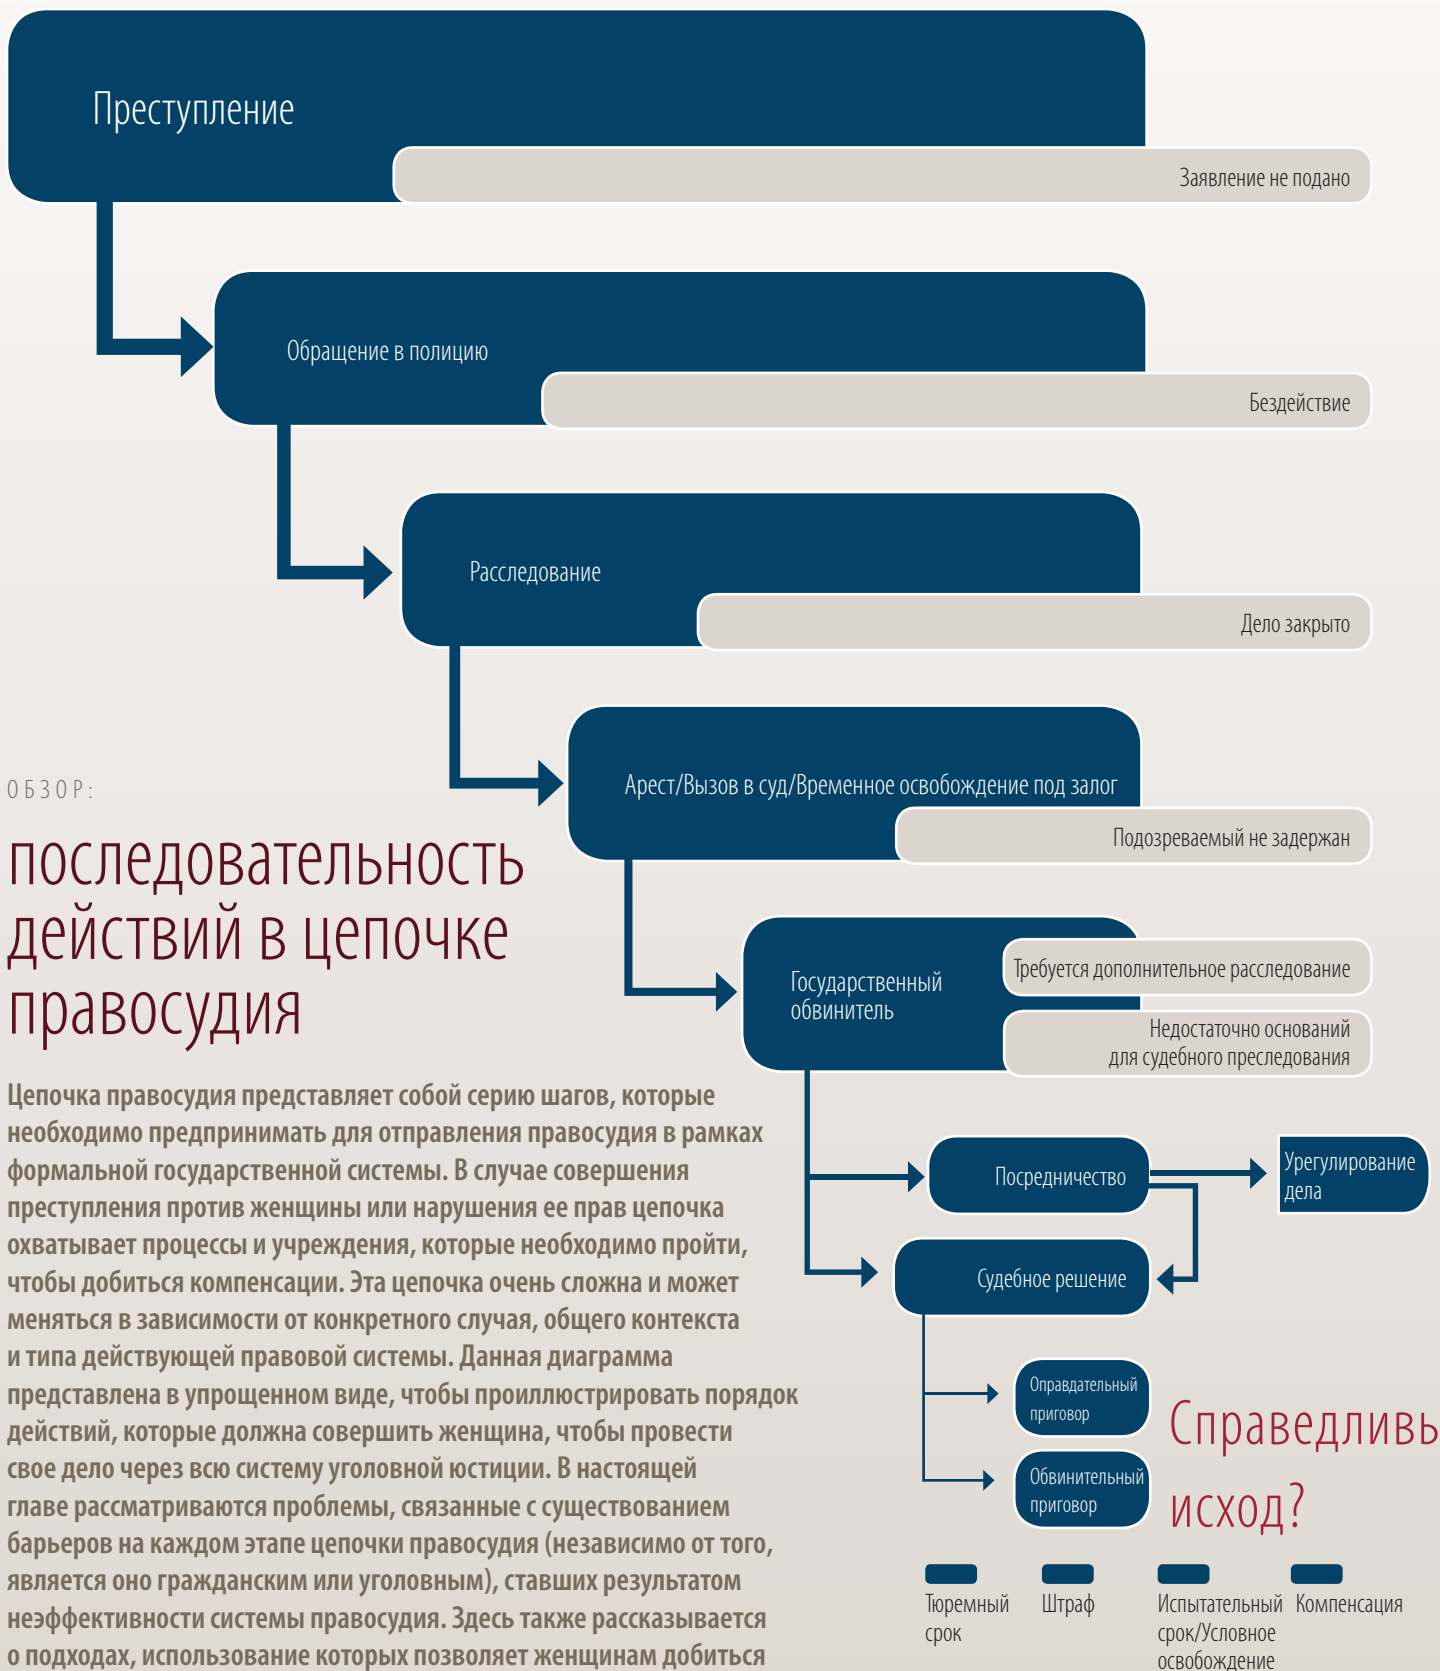 Преступление
Заявление не подано
Обращение в полицию
Бездействие
Расследование
Дело закрыто
Арест/Вызов в суд/Временное освобождение под залог
Подозреваемый не задержан
Государственный
обвинитель
Требуется дополнительное расследование
Недостаточно оснований
для судебного преследования
Посредничество
Урегулирование
дела
Судебное решение
Оправдательный
приговор
Обвинительный
приговор
исход?
Тюремный
срок
Штраф
Испытательный
срок/Условное
освобождение
Компенсация
ОБЗОР:
последовательность
действий в цепочке
правосудия
Цепочка правосудия представляет собой серию шагов, которые
необходимо предпринимать для отправления правосудия в рамках
формальной государственной системы. В случае совершения
преступления против женщины или нарушения ее прав цепочка
охватывает процессы и учреждения, которые необходимо пройти,
чтобы добиться компенсации. Эта цепочка очень сложна и может
меняться в зависимости от конкретного случая, общего контекста
и типа действующей правовой системы. Данная диаграмма
представлена в упрощенном виде, чтобы проиллюстрировать порядок
действий, которые должна совершить женщина, чтобы провести
свое дело через всю систему уголовной юстиции. В настоящей
главе рассматриваются проблемы, связанные с существованием
барьеров на каждом этапе цепочки правосудия (независимо от того,
является оно гражданским или уголовным), ставших результатом
неэффективности системы правосудия. Здесь также рассказывается
о подходах, использование которых позволяет женщинам добиться